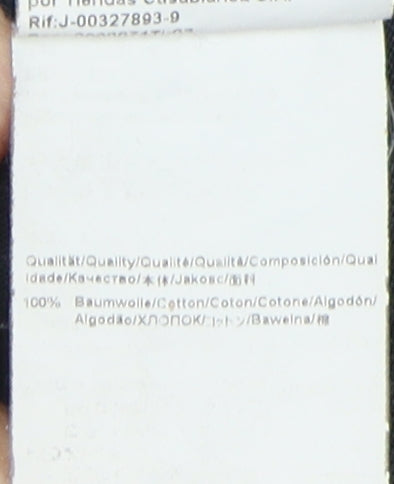 Rif:J-00327893-9
Qualität/Quality/Qualité/Qualità/Composición/Qual
idade/Качество/本体/Jakosc/面料
100% Baumwolle/Cotton/Coton/Cotone/Algodón/
Algodão/ХЛОПОК/コットン/Bawelna/棉